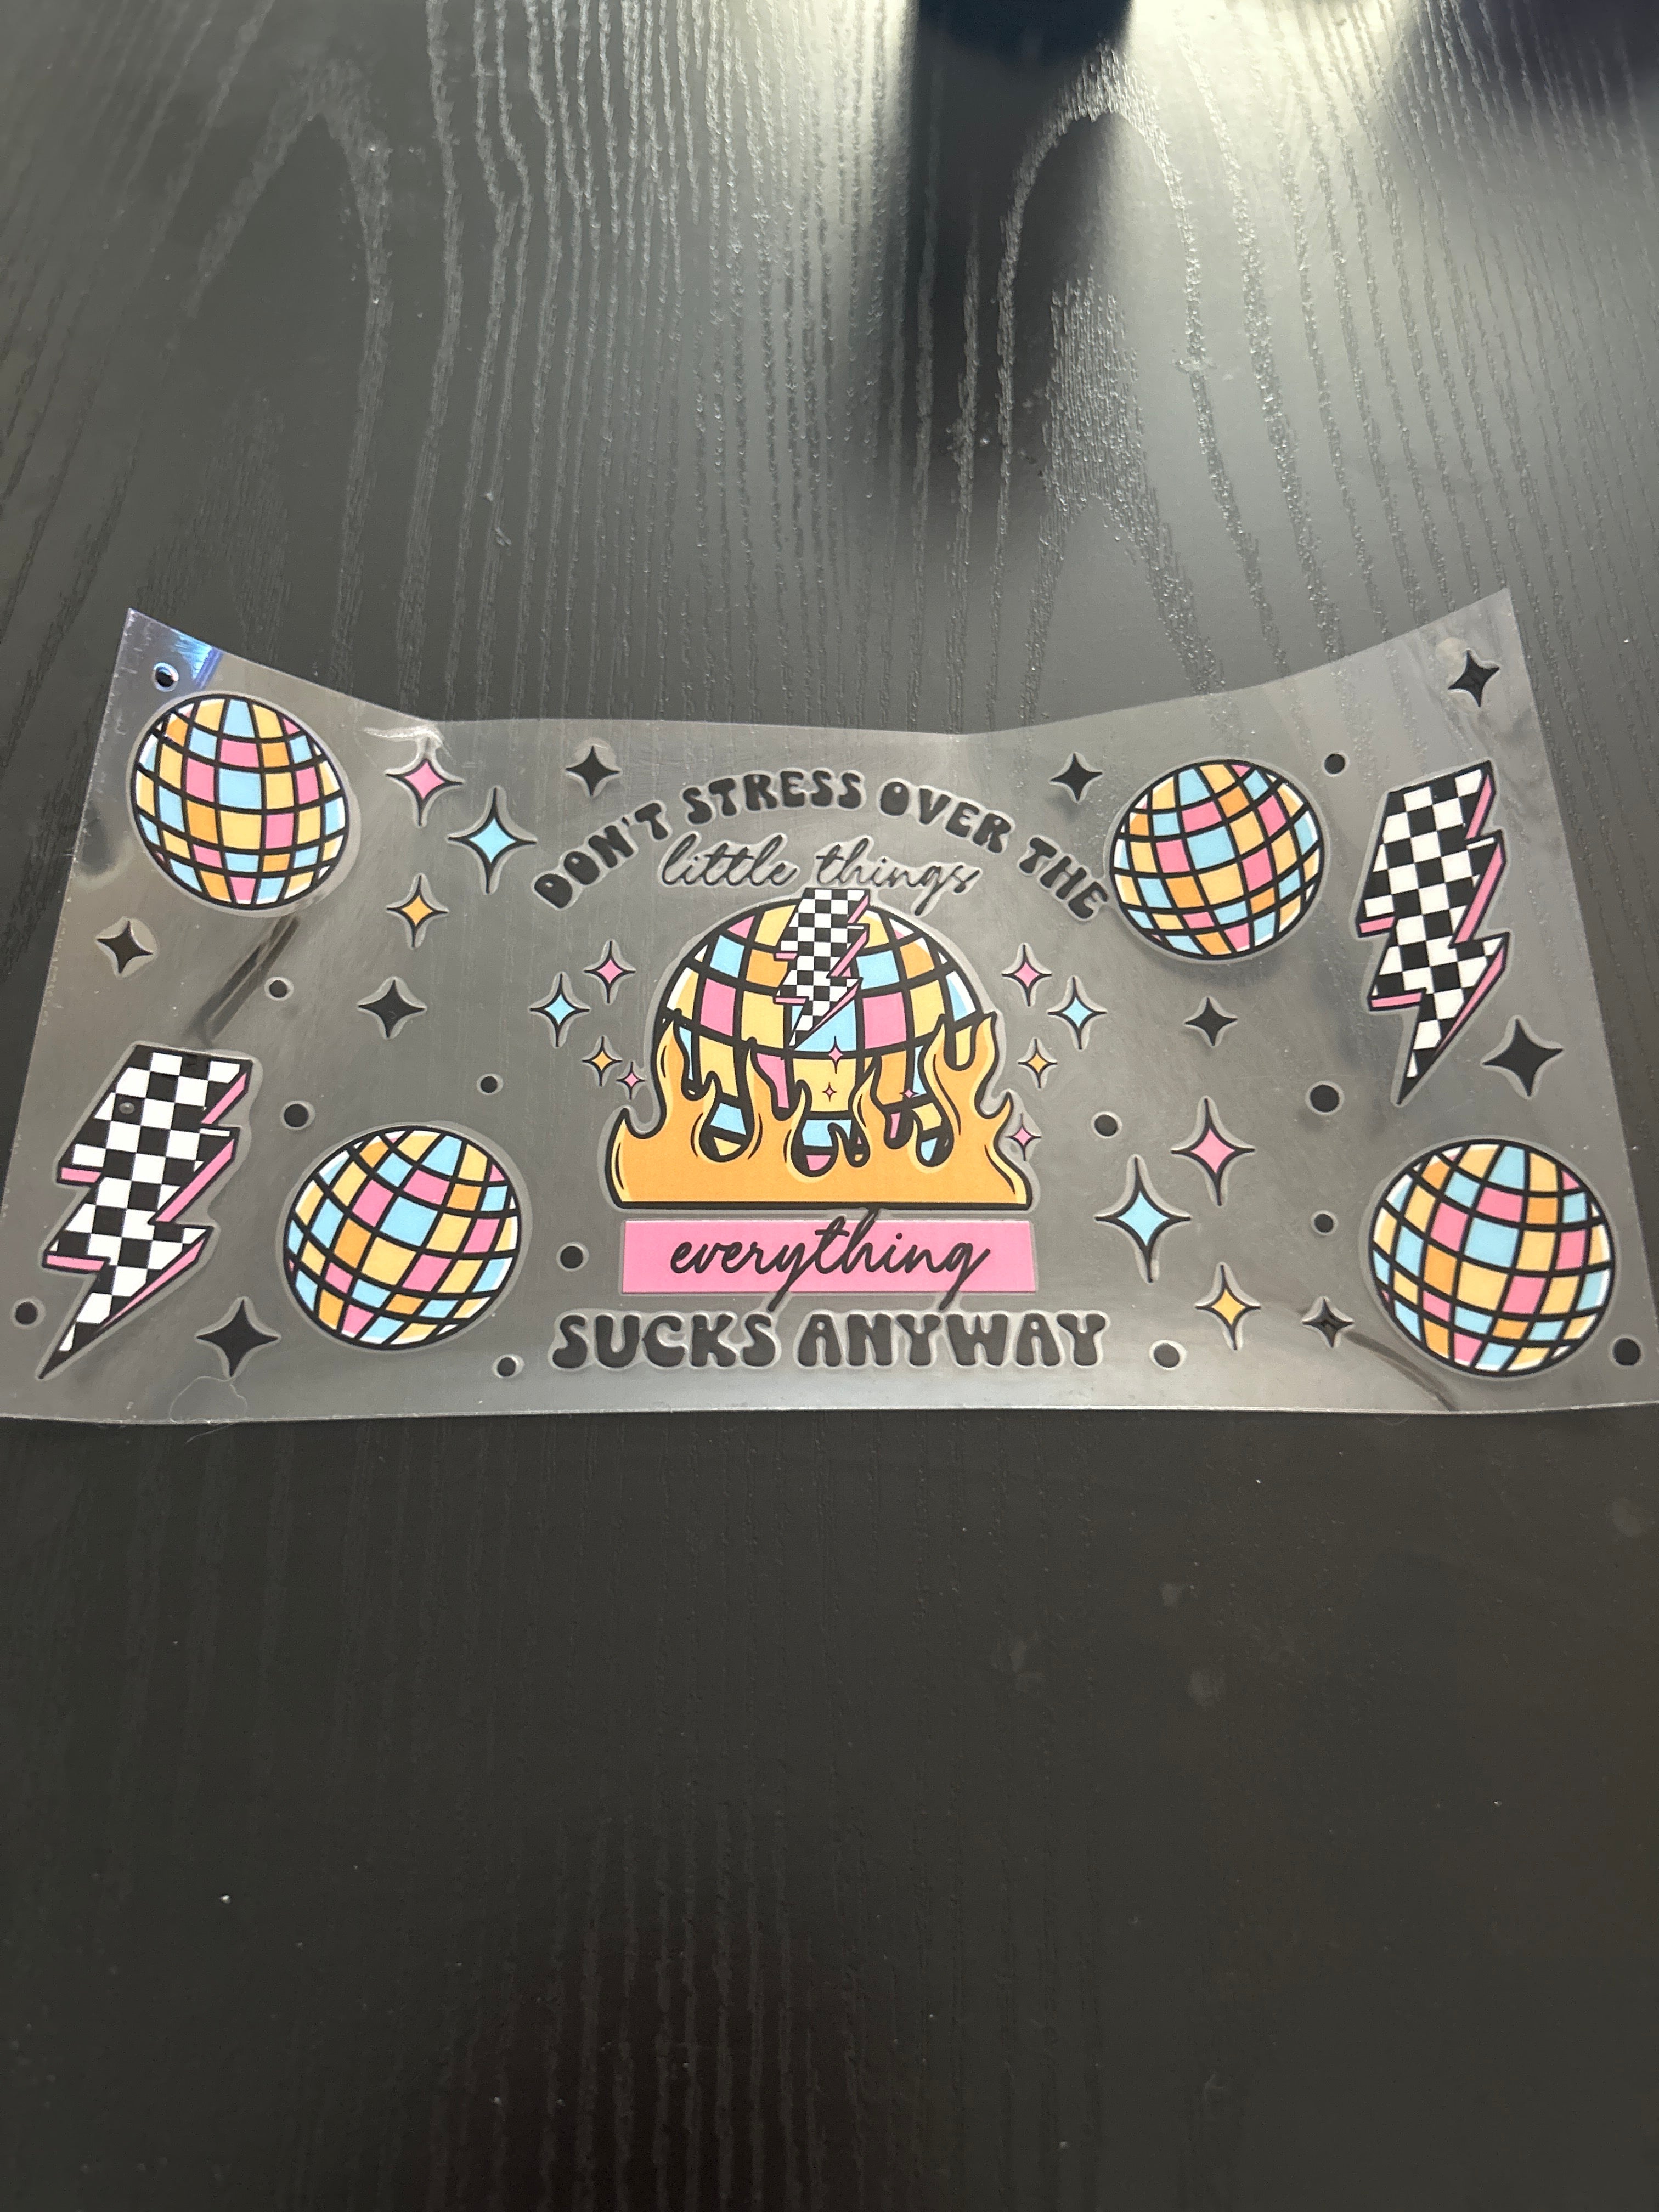 DON'T STRESS OVER THE
little things
everything
SUCKS ANYWAY